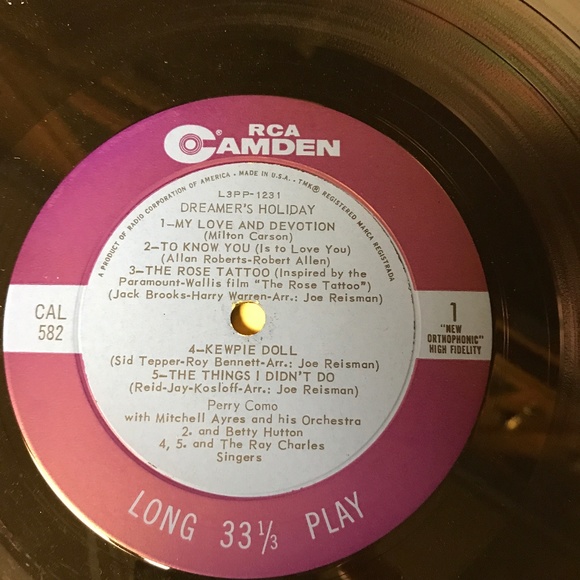 RCA
CAMDEN
A PRODUCT OF RADIO CORPORATION OF AMERICA • MADE IN U.S.A. • TMK® REGISTERED MARCA REGISTRADA
L3PP-1231
DREAMER'S HOLIDAY
1—MY LOVE AND DEVOTION
(Milton Carson)
2—TO KNOW YOU (Is to Love You)
(Allan Roberts-Robert Allen)
3—THE ROSE TATTOO (Inspired by the
Paramount-Wallis film "The Rose Tattoo")
(Jack Brooks-Harry Warren-Arr.: Joe Reisman)
CAL
582
1
"NEW
ORTHOPHONIC"
HIGH FIDELITY
4—KEWPIE DOLL
(Sid Tepper-Roy Bennett-Arr.: Joe Reisman)
5—THE THINGS I DIDN'T DO
(Reid-Jay-Kosloff-Arr.: Joe Reisman)
Perry Como
with Mitchell Ayres and his Orchestra
2. and Betty Hutton
4, 5. and The Ray Charles
Singers
LONG 33⅓ PLAY